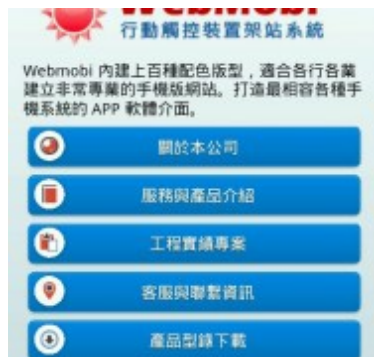 Webmobi
行動觸控裝置架站系統
Webmobi 內建上百種配色版型，適合各行各業
建立非常專業的手機版網站。打造最相容各種手
機系統的 APP 軟體介面。
關於本公司
服務與產品介紹
工程實績專案
客服與聯繫資訊
產品型錄下載